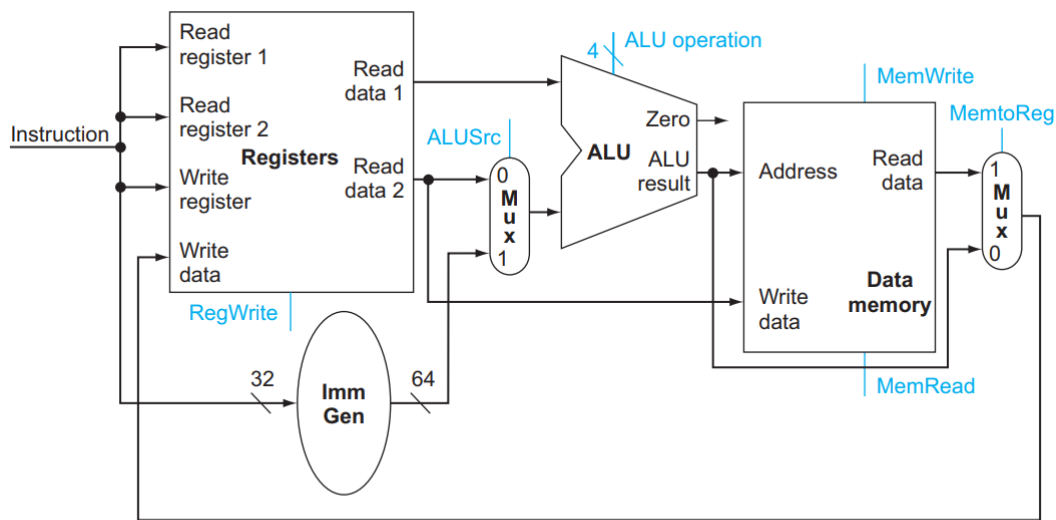 Instruction
Read
register 1
Read
register 2
Registers
Write
register
Write
data
Read
data 1
Read
data 2
RegWrite
32
Imm
Gen
64
ALUSrc
0
M
u
x
1
4
ALU operation
Zero
ALU
ALU
result
MemWrite
Address
Read
data
Write
data
Data
memory
MemRead
MemtoReg
1
M
u
x
0